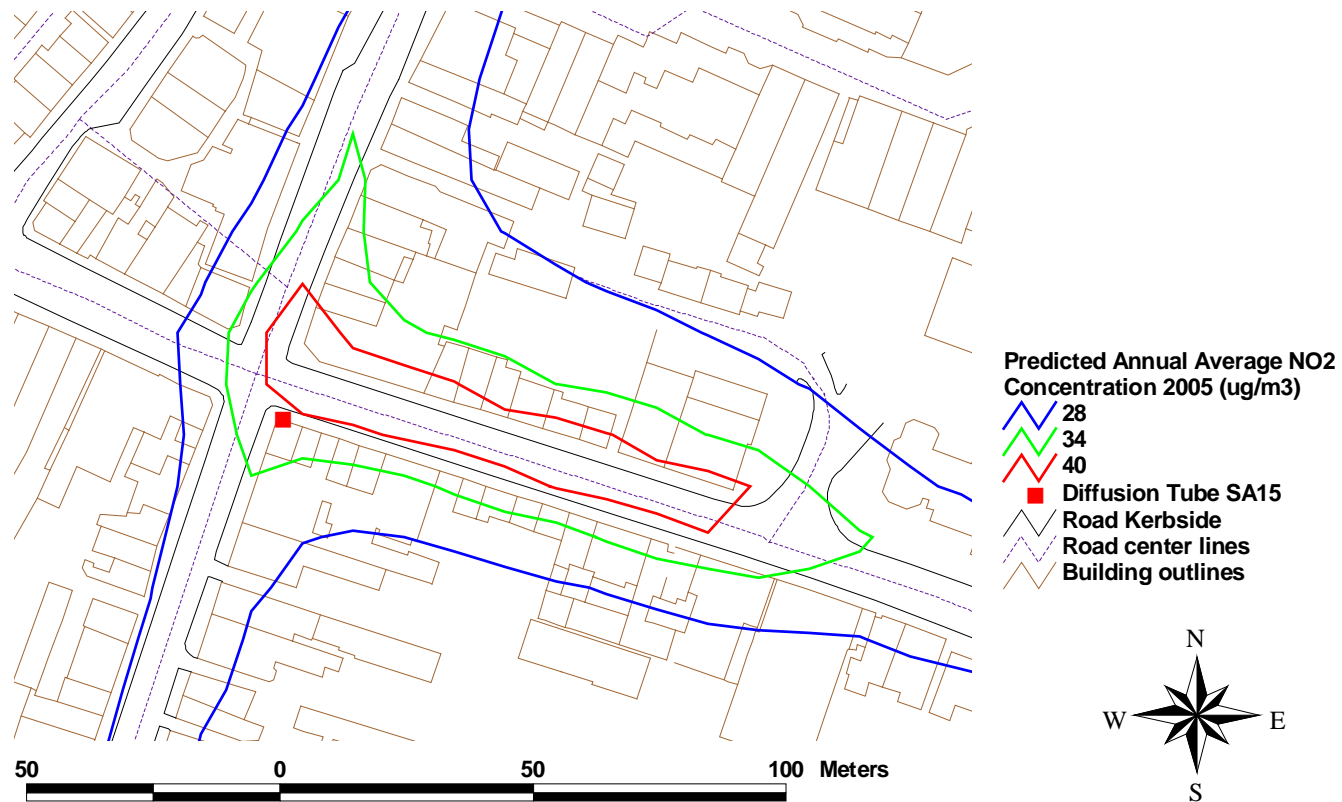 Predicted Annual Average NO2
Concentration 2005 (ug/m3)
28
34
40
Diffusion Tube SA15
Road Kerbside
Road center lines
Building outlines
N
W E
S
50 0 50 100 Meters